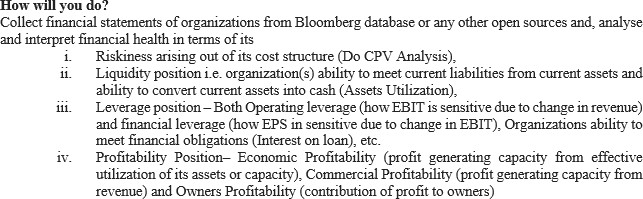 How will you do?
Collect financial statements of organizations from Bloomberg database or any other open sources and, analyse
and interpret financial health in terms of its
i. Riskiness arising out of its cost structure (Do CPV Analysis),
ii. Liquidity position i.e. organization(s) ability to meet current liabilities from current assets and
ability to convert current assets into cash (Assets Utilization),
iii. Leverage position – Both Operating leverage (how EBIT is sensitive due to change in revenue)
and financial leverage (how EPS in sensitive due to change in EBIT), Organizations ability to
meet financial obligations (Interest on loan), etc.
iv. Profitability Position– Economic Profitability (profit generating capacity from effective
utilization of its assets or capacity), Commercial Profitability (profit generating capacity from
revenue) and Owners Profitability (contribution of profit to owners)